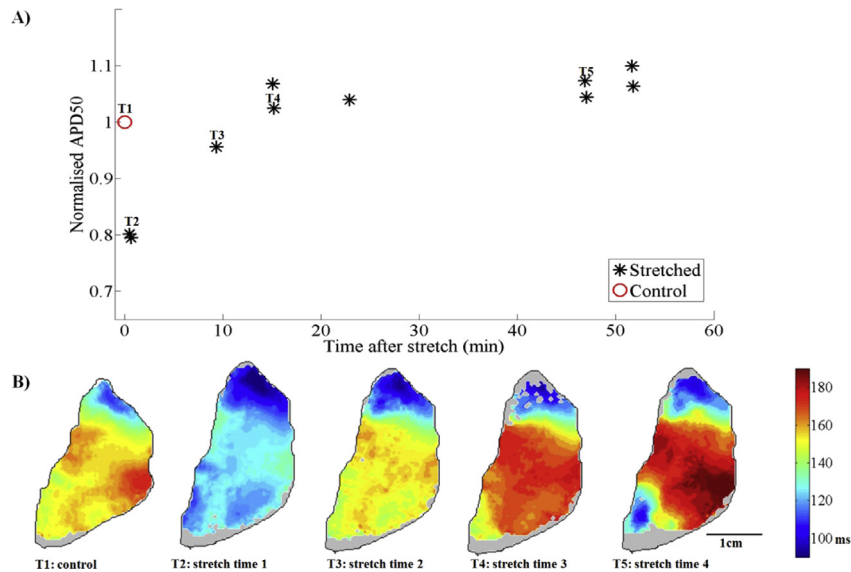 A)
Normalised APD50
1.1
1
0.9
0.8
0.7
T1
T2
T3
T4
T5
Stretched
Control
0
10
20
30
40
50
60
Time after stretch (min)
B)
180
160
140
120
100 ms
1cm
T1: control
T2: stretch time 1
T3: stretch time 2
T4: stretch time 3
T5: stretch time 4